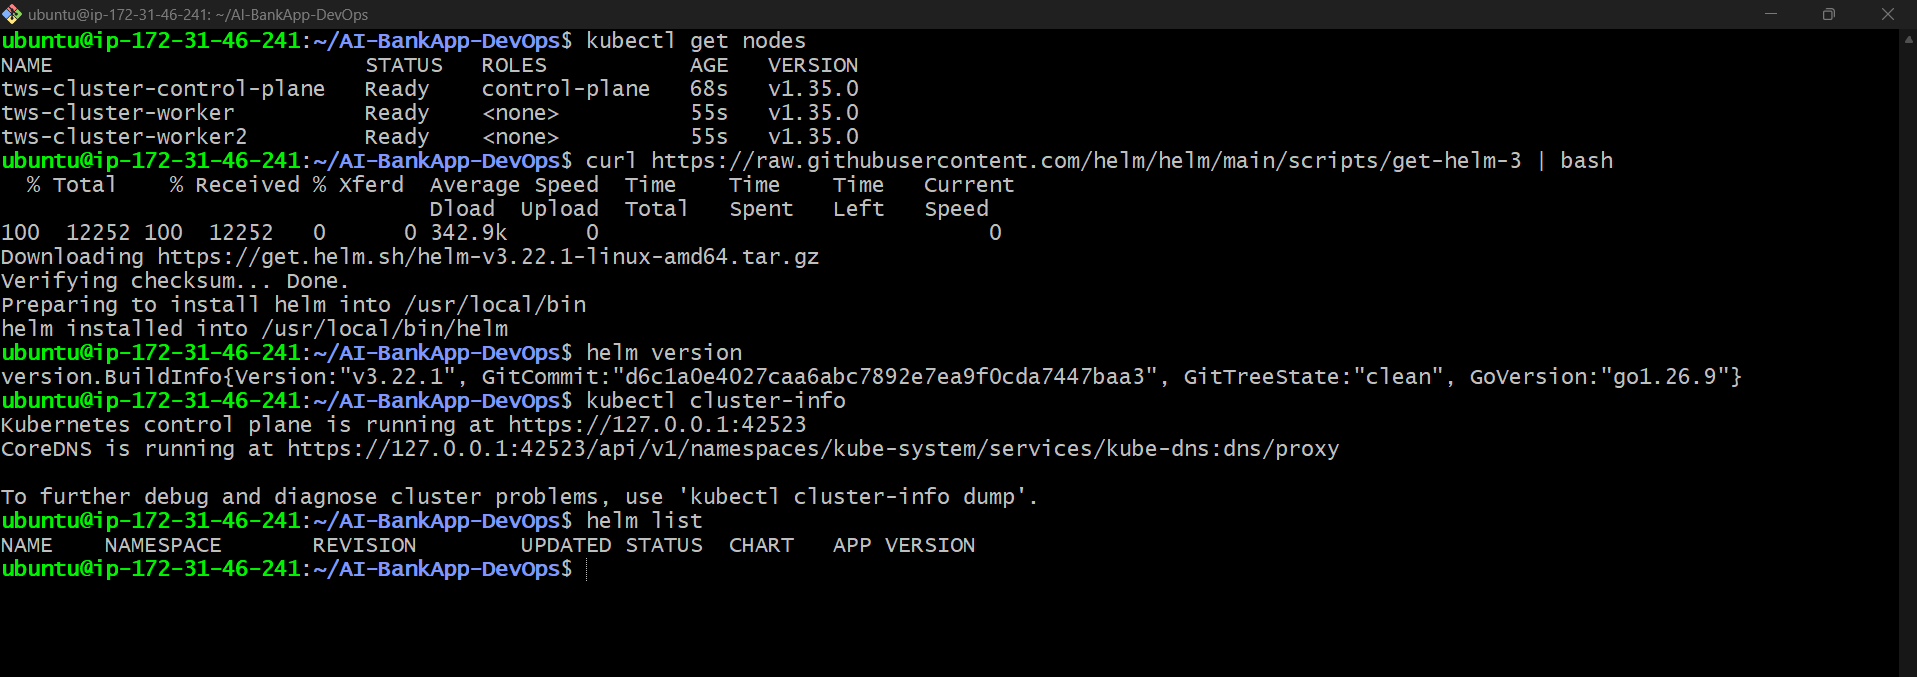 ubuntu@ip-172-31-46-241: ~/AI-BankApp-DevOps
ubuntu@ip-172-31-46-241:~/AI-BankApp-DevOps$ kubectl get nodes
NAME                        STATUS   ROLES           AGE   VERSION
tws-cluster-control-plane   Ready    control-plane   68s   v1.35.0
tws-cluster-worker          Ready    <none>          55s   v1.35.0
tws-cluster-worker2         Ready    <none>          55s   v1.35.0
ubuntu@ip-172-31-46-241:~/AI-BankApp-DevOps$ curl https://raw.githubusercontent.com/helm/helm/main/scripts/get-helm-3 | bash
  % Total    % Received % Xferd  Average Speed  Time    Time    Time   Current
                                 Dload  Upload  Total   Spent   Left   Speed
100  12252 100  12252   0      0 342.9k      0                              0
Downloading https://get.helm.sh/helm-v3.22.1-linux-amd64.tar.gz
Verifying checksum... Done.
Preparing to install helm into /usr/local/bin
helm installed into /usr/local/bin/helm
ubuntu@ip-172-31-46-241:~/AI-BankApp-DevOps$ helm version
version.BuildInfo{Version:"v3.22.1", GitCommit:"d6c1a0e4027caa6abc7892e7ea9f0cda7447baa3", GitTreeState:"clean", GoVersion:"go1.26.9"}
ubuntu@ip-172-31-46-241:~/AI-BankApp-DevOps$ kubectl cluster-info
Kubernetes control plane is running at https://127.0.0.1:42523
CoreDNS is running at https://127.0.0.1:42523/api/v1/namespaces/kube-system/services/kube-dns:dns/proxy

To further debug and diagnose cluster problems, use 'kubectl cluster-info dump'.
ubuntu@ip-172-31-46-241:~/AI-BankApp-DevOps$ helm list
NAME    NAMESPACE       REVISION        UPDATED STATUS  CHART   APP VERSION
ubuntu@ip-172-31-46-241:~/AI-BankApp-DevOps$